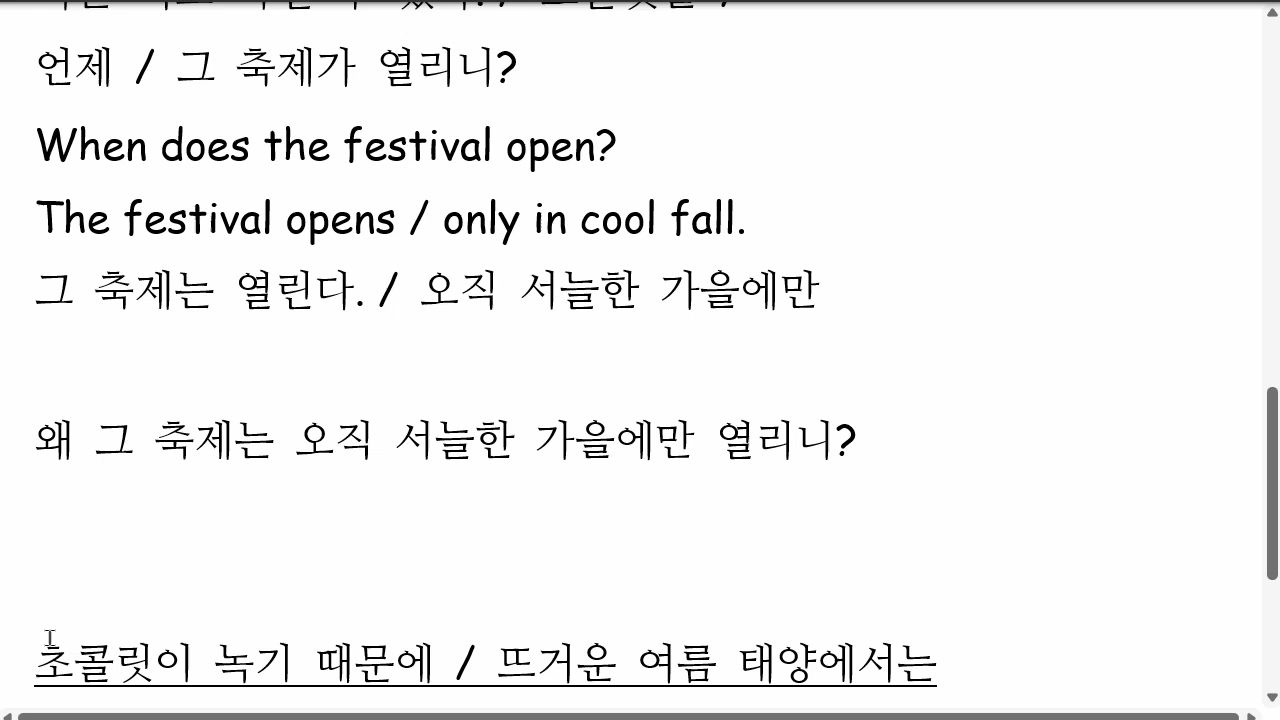 언제 / 그 축제가 열리니?
When does the festival open?
The festival opens / only in cool fall.
그 축제는 열린다. / 오직 서늘한 가을에만
왜 그 축제는 오직 서늘한 가을에만 열리니?
초콜릿이 녹기 때문에 / 뜨거운 여름 태양에서는